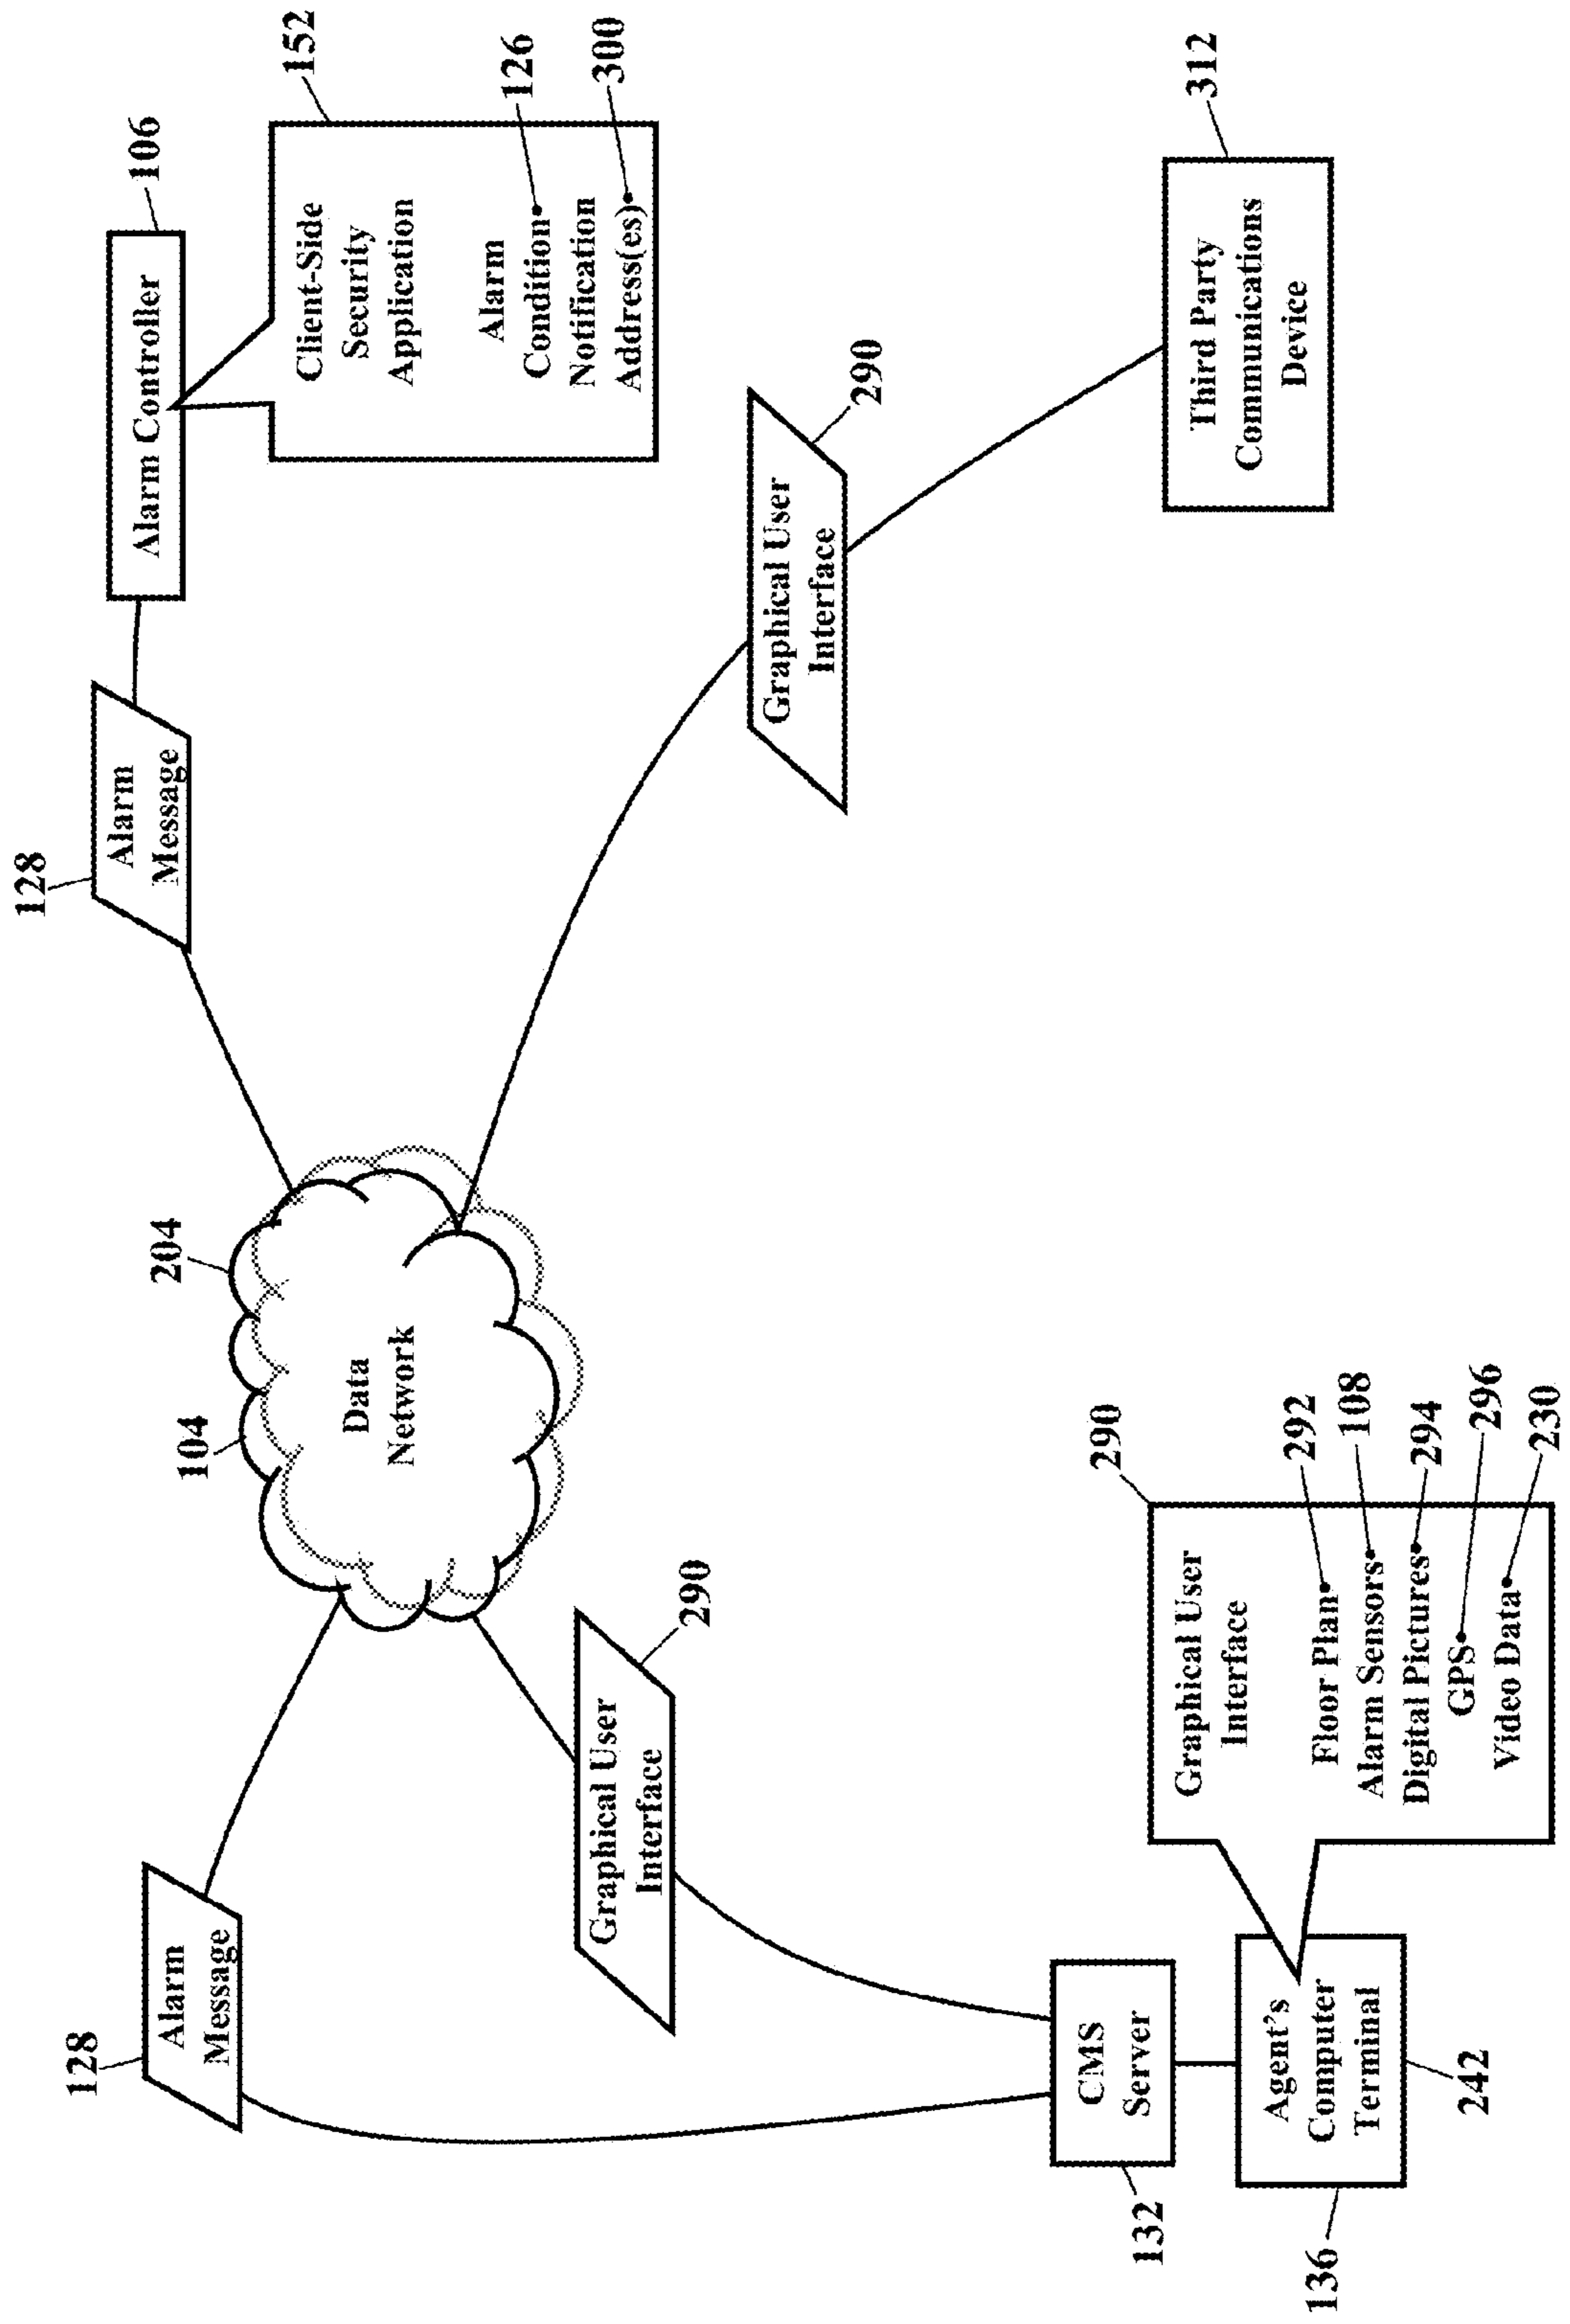 128
Alarm
Message
104
204
Data
Network
128
Alarm
Message
106
Alarm Controller
152
Client-Side
Security
Application
Alarm
Condition
126
Notification
Address(es)
300
Graphical User
Interface
290
Graphical User
Interface
290
132
CMS
Server
136
Agent's
Computer
Terminal
242
290
Graphical User
Interface
Floor Plan
292
Alarm Sensors
108
Digital Pictures
294
GPS
296
Video Data
230
312
Third Party
Communications
Device